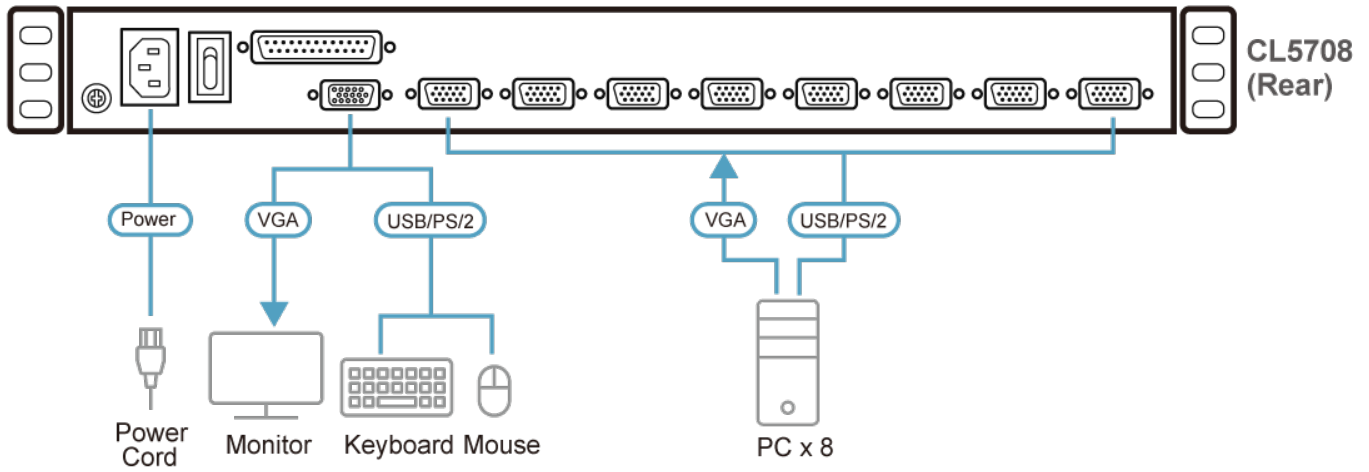 CL5708
(Rear)
Power
VGA
USB/PS/2
VGA
USB/PS/2
Power
Cord
Monitor
Keyboard
Mouse
PC x 8